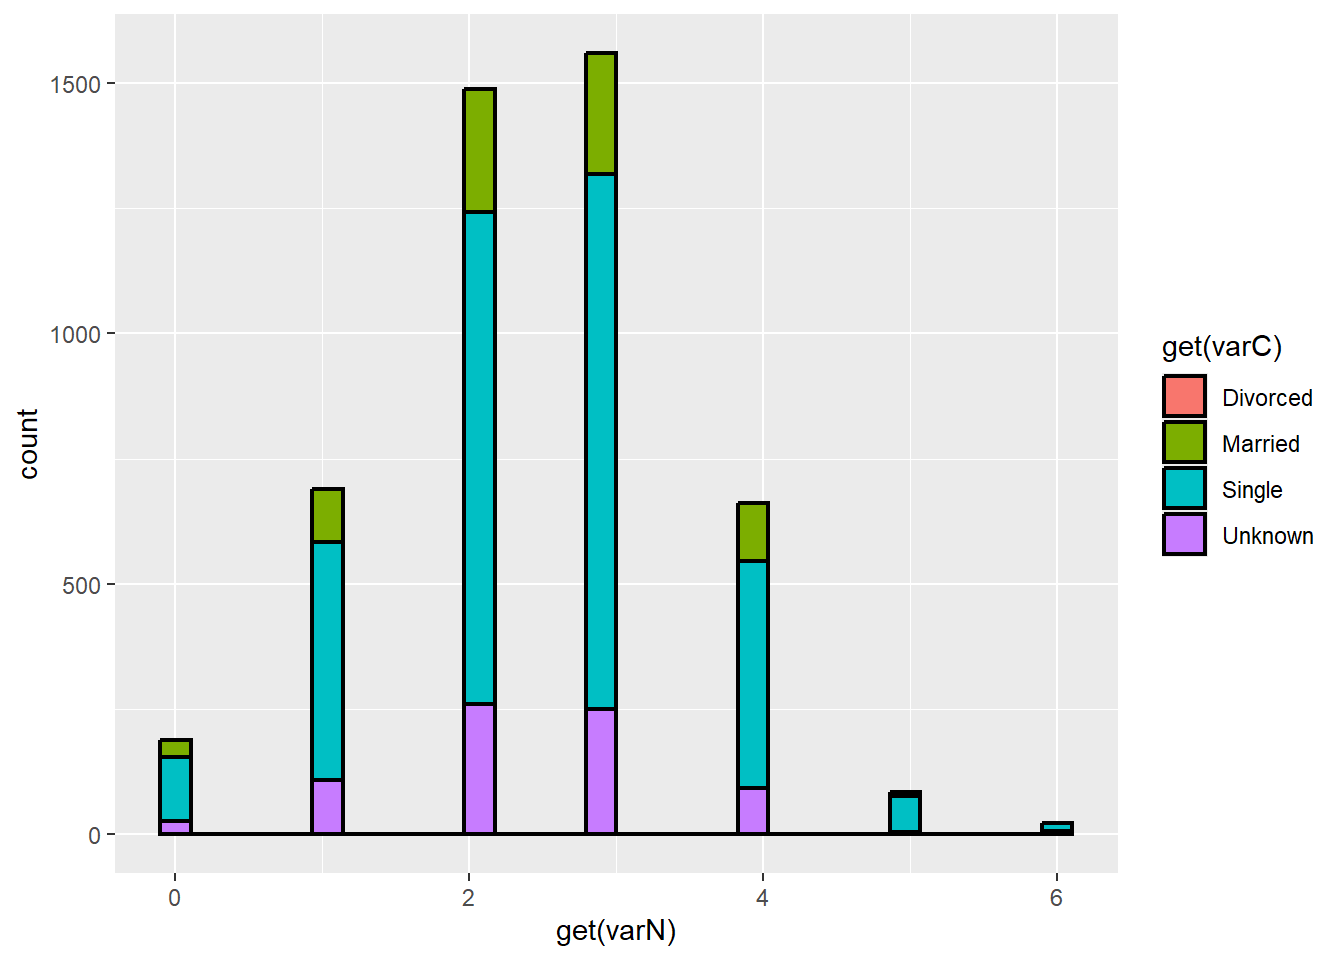 1500
1000
500
0
count
0 2 4 6
get(varN)
get(varC)
Divorced
Married
Single
Unknown